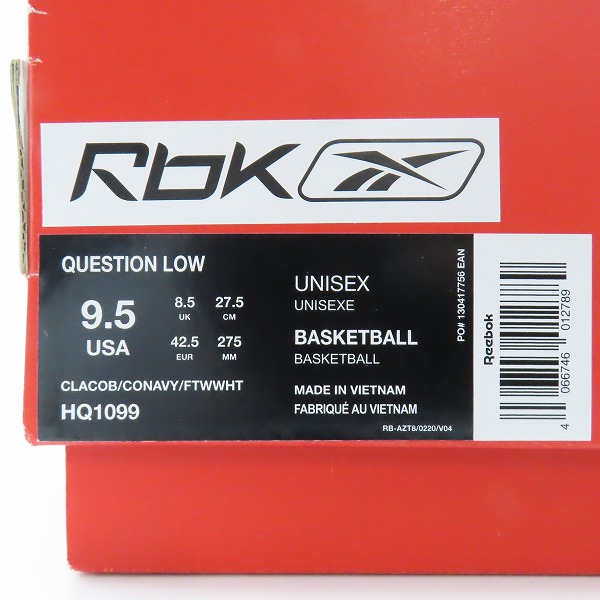 Rbk
QUESTION LOW
9.5
USA
8.5
UK
27.5
CM
42.5
EUR
275
MM
CLACOB/CONAVY/FTWWHT
HQ1099
UNISEX
UNISEXE
BASKETBALL
BASKETBALL
MADE IN VIETNAM
FABRIQUÉ AU VIETNAM
RB-AZT8/0220/V04
PO# 130417756 EAN
Reebok
4 066746 012789